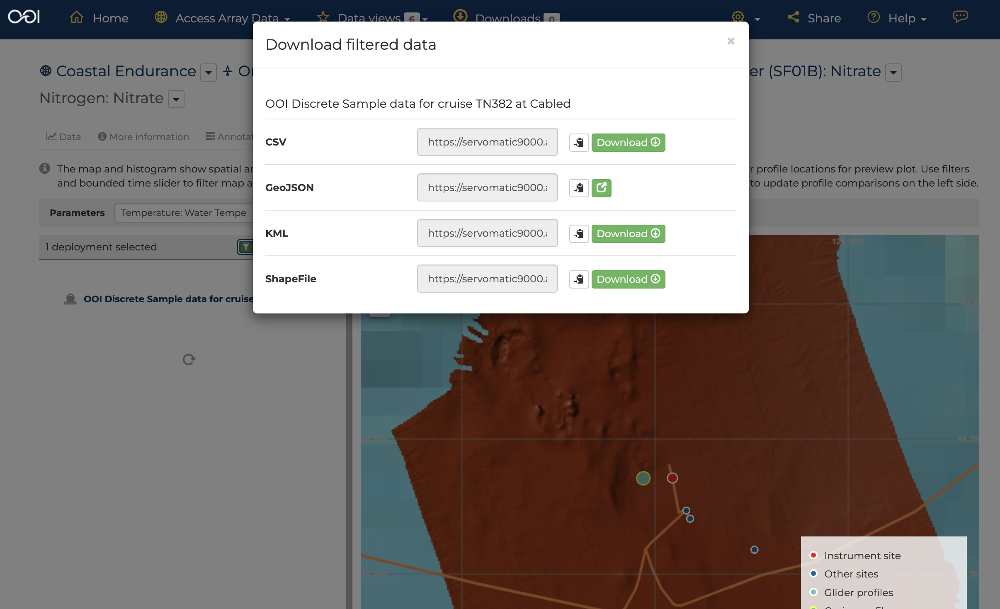 OOI Home Access Array Data Data views 6 Downloads 0 Share Help
Download filtered data
Coastal Endurance er (SF01B): Nitrate
Nitrogen: Nitrate
OOI Discrete Sample data for cruise TN382 at Cabled
Data More information
CSV https://servomatic9000. Download
The map and histogram show spatial r profile locations for preview plot. Use filters
and bounded time slider to filter map to update profile comparisons on the left side.
GeoJSON https://servomatic9000.
Parameters Temperature: Water Tempe
KML https://servomatic9000. Download
1 deployment selected
124.92W
ShapeFile https://servomatic9000. Download
OOI Discrete Sample data for cruise
44.38
Instrument site
Other sites
Glider profiles